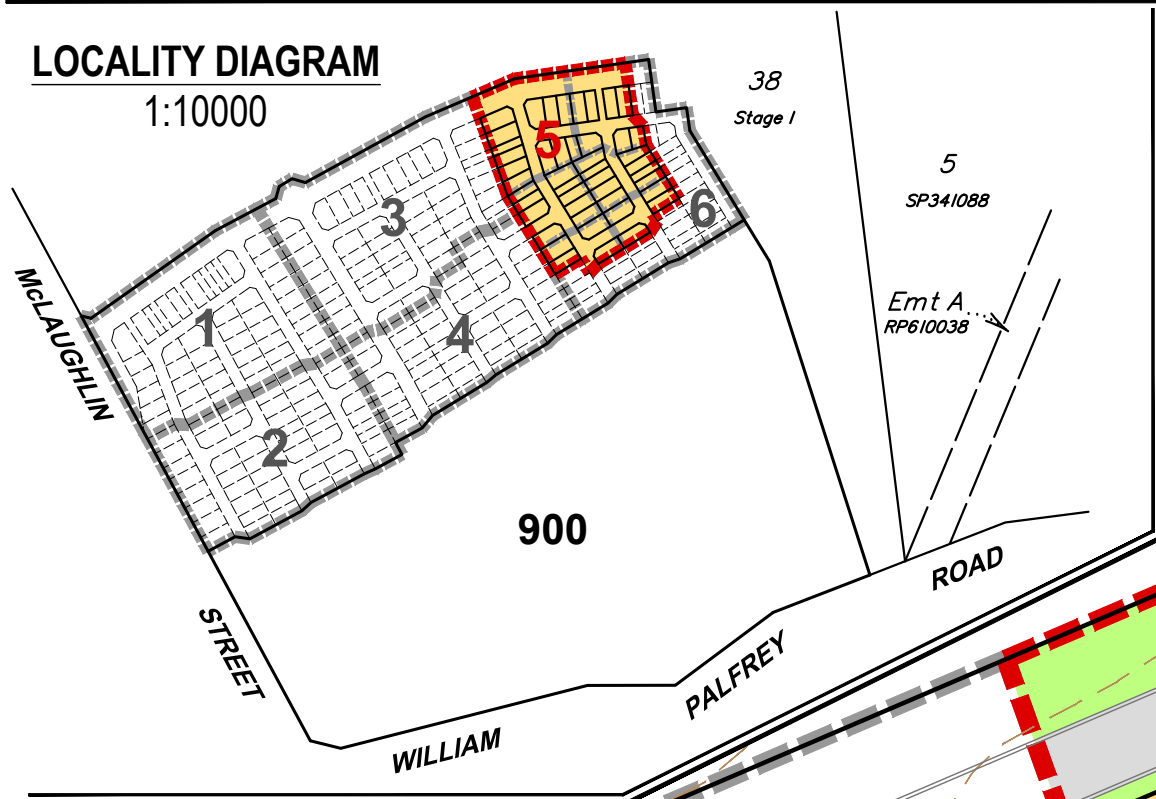 LOCALITY DIAGRAM
1:10000
38
Stage I
5
SP341088
Emt A
RP610038
5
3
6
1
4
2
McLAUGHLIN
STREET
900
WILLIAM
PALFREY
ROAD